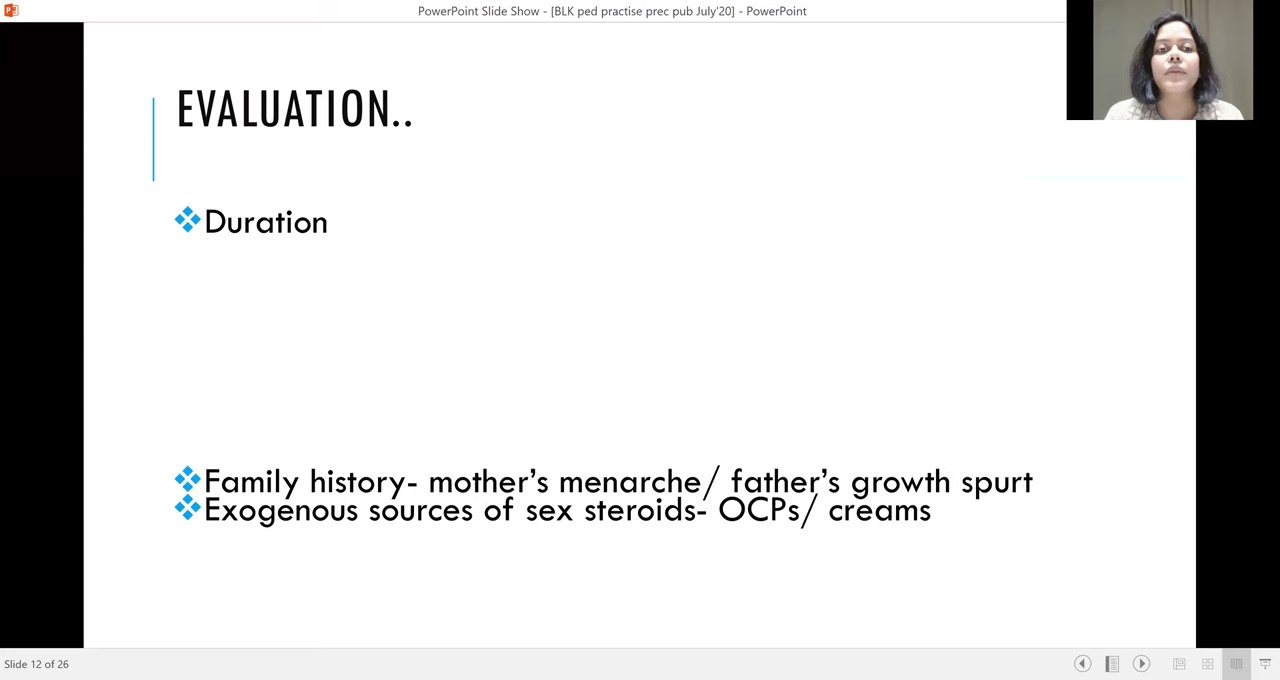 PowerPoint Slide Show - [BLK ped practise prec pub July'20] - PowerPoint
EVALUATION..
Duration
Family history- mother’s menarche/ father’s growth spurt
Exogenous sources of sex steroids- OCPs/ creams
Slide 12 of 26